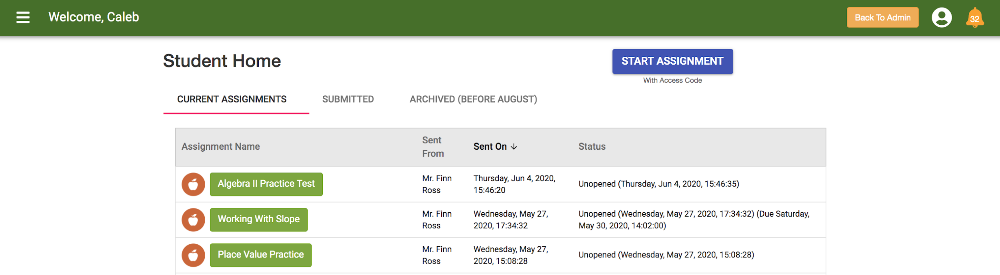 Welcome, Caleb
Back To Admin
32
Student Home
START ASSIGNMENT
With Access Code
CURRENT ASSIGNMENTS
SUBMITTED
ARCHIVED (BEFORE AUGUST)
Assignment Name
Sent
From
Sent On ↓
Status
Algebra II Practice Test
Mr. Finn
Ross
Thursday, Jun 4, 2020,
15:46:20
Unopened (Thursday, Jun 4, 2020, 15:46:35)
Working With Slope
Mr. Finn
Ross
Wednesday, May 27,
2020, 17:34:32
Unopened (Wednesday, May 27, 2020, 17:34:32) (Due Saturday,
May 30, 2020, 14:02:00)
Place Value Practice
Mr. Finn
Ross
Wednesday, May 27,
2020, 15:08:28
Unopened (Wednesday, May 27, 2020, 15:08:28)